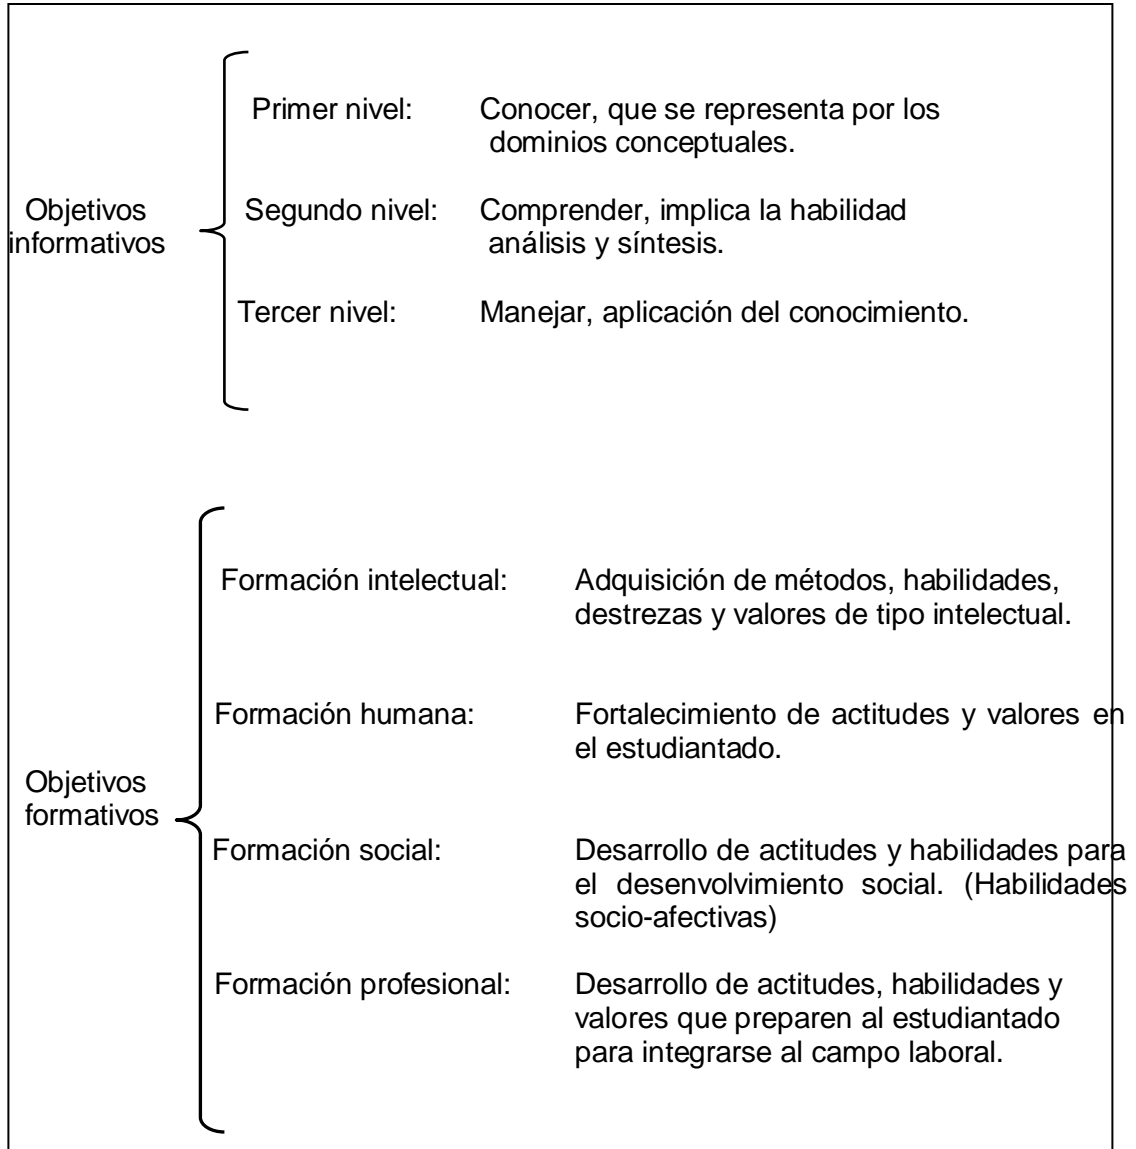 Primer nivel: Conocer, que se representa por los
dominios conceptuales.
Objetivos
informativos
Segundo nivel: Comprender, implica la habilidad
análisis y síntesis.
Tercer nivel: Manejar, aplicación del conocimiento.
Formación intelectual: Adquisición de métodos, habilidades,
destrezas y valores de tipo intelectual.
Formación humana: Fortalecimiento de actitudes y valores en
el estudiantado.
Objetivos
formativos
Formación social: Desarrollo de actitudes y habilidades para
el desenvolvimiento social. (Habilidades
socio-afectivas)
Formación profesional: Desarrollo de actitudes, habilidades y
valores que preparen al estudiantado
para integrarse al campo laboral.